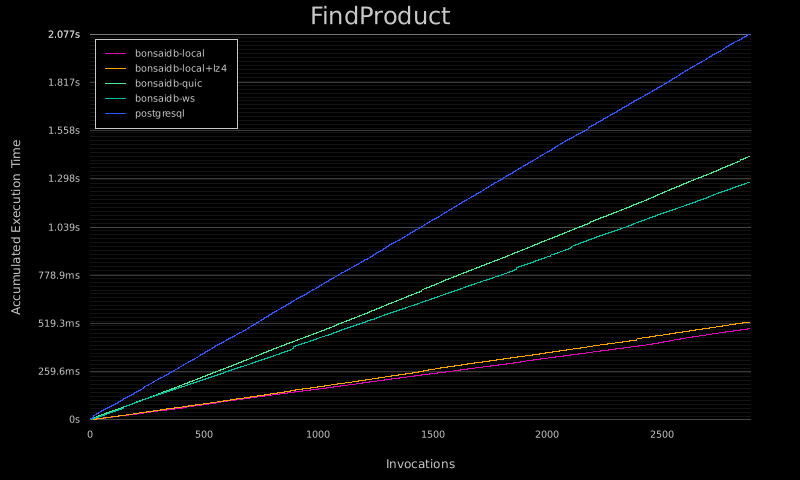 FindProduct
2.077s
1.817s
1.558s
1.298s
1.039s
778.9ms
519.3ms
259.6ms
0s
bonsaidb-local
bonsaidb-local+lz4
bonsaidb-quic
bonsaidb-ws
postgresql
Accumulated Execution Time
0 500 1000 1500 2000 2500
Invocations